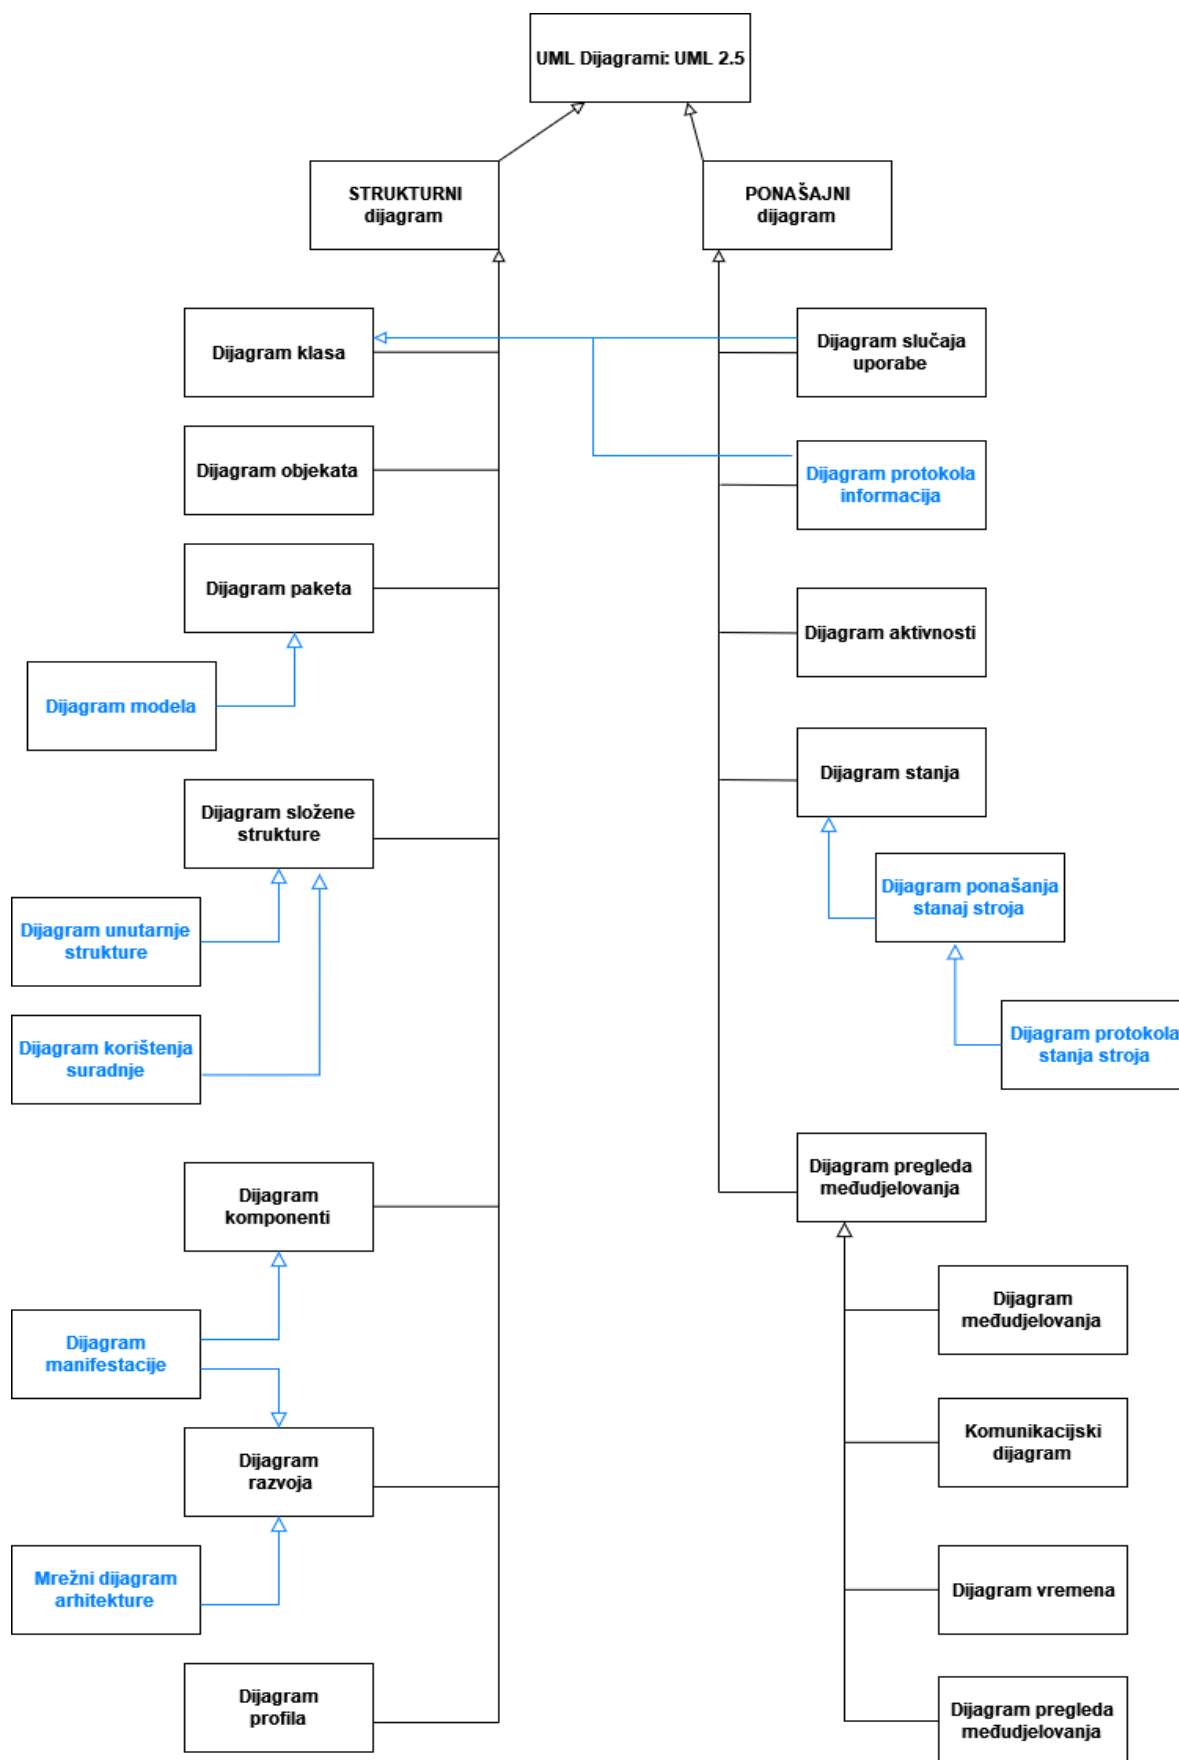 UML Dijagrami: UML 2.5
STRUKTURNI
dijagram
PONAŠAJNI
dijagram
Dijagram klasa
Dijagram slučaja
uporabe
Dijagram objekata
Dijagram protokola
informacija
Dijagram paketa
Dijagram aktivnosti
Dijagram modela
Dijagram stanja
Dijagram složene
strukture
Dijagram ponašanja
stanaj stroja
Dijagram unutarnje
strukture
Dijagram korištenja
suradnje
Dijagram protokola
stanja stroja
Dijagram
komponenti
Dijagram pregleda
međudjelovanja
Dijagram
međudjelovanja
Dijagram
manifestacije
Dijagram
razvoja
Komunikacijski
dijagram
Mrežni dijagram
arhitekture
Dijagram vremena
Dijagram
profila
Dijagram pregleda
međudjelovanja